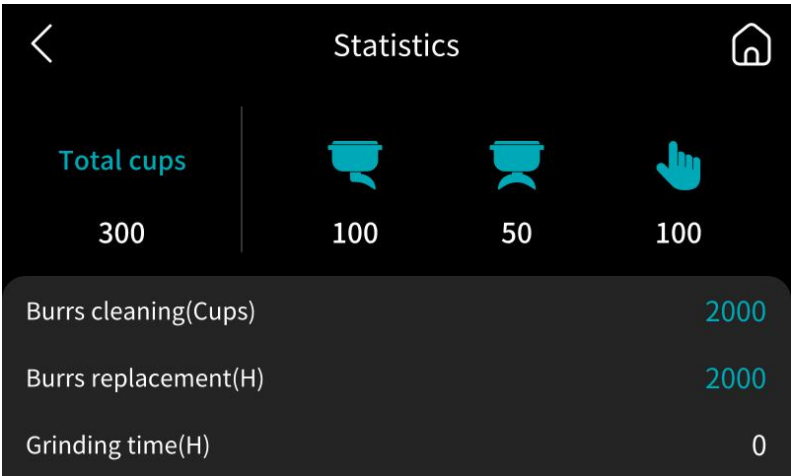 Statistics
Total cups
300 100 50 100
Burrs cleaning(Cups) 2000
Burrs replacement(H) 2000
Grinding time(H) 0